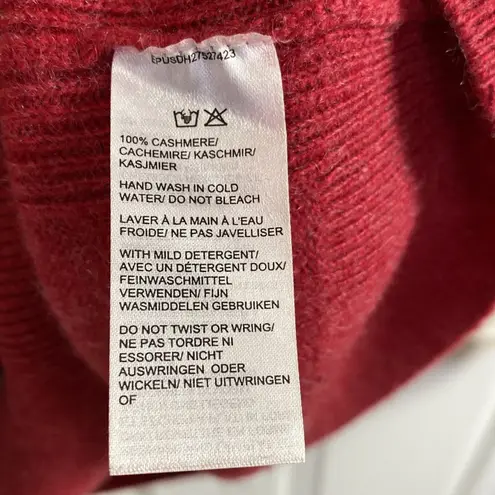 100% CASHMERE/
CACHEMIRE/ KASCHMIR/
KASJMIER
HAND WASH IN COLD
WATER/ DO NOT BLEACH
LAVER À LA MAIN À L'EAU
FROIDE/ NE PAS JAVELLISER
WITH MILD DETERGENT/
AVEC UN DÉTERGENT DOUX/
FEINWASCHMITTEL
VERWENDEN/ FIJN
WASMIDDELEN GEBRUIKEN
DO NOT TWIST OR WRING/
NE PAS TORDRE NI
ESSORER/ NICHT
AUSWRINGEN ODER
WICKELN/ NIET UITWRINGEN
OF